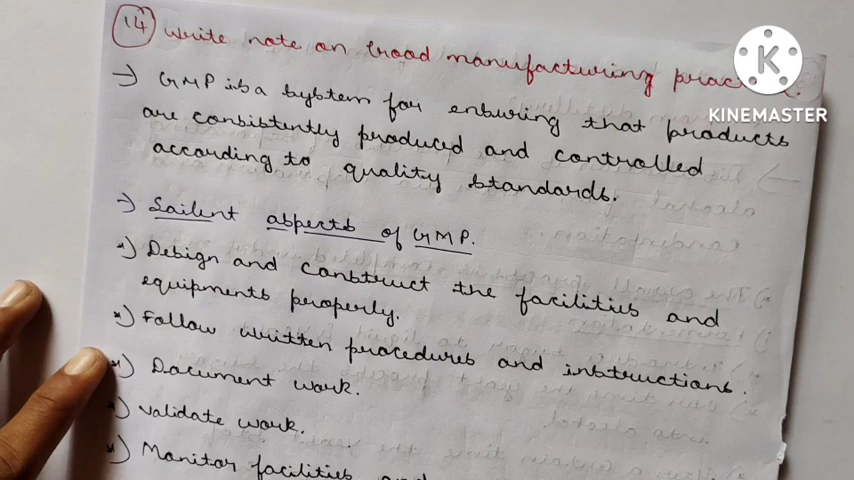 14 Write note on Good manufacturing practice.
→ GMP is a system for ensuring that products
are consistently produced and controlled
according to quality standards.
→ Sailent aspects of GMP.
*) Design and construct the facilities and
equipments properly.
*) Follow written procedures and instructions.
*) Document work.
*) Validate work.
*) Monitor facilities and
K
KINEMASTER